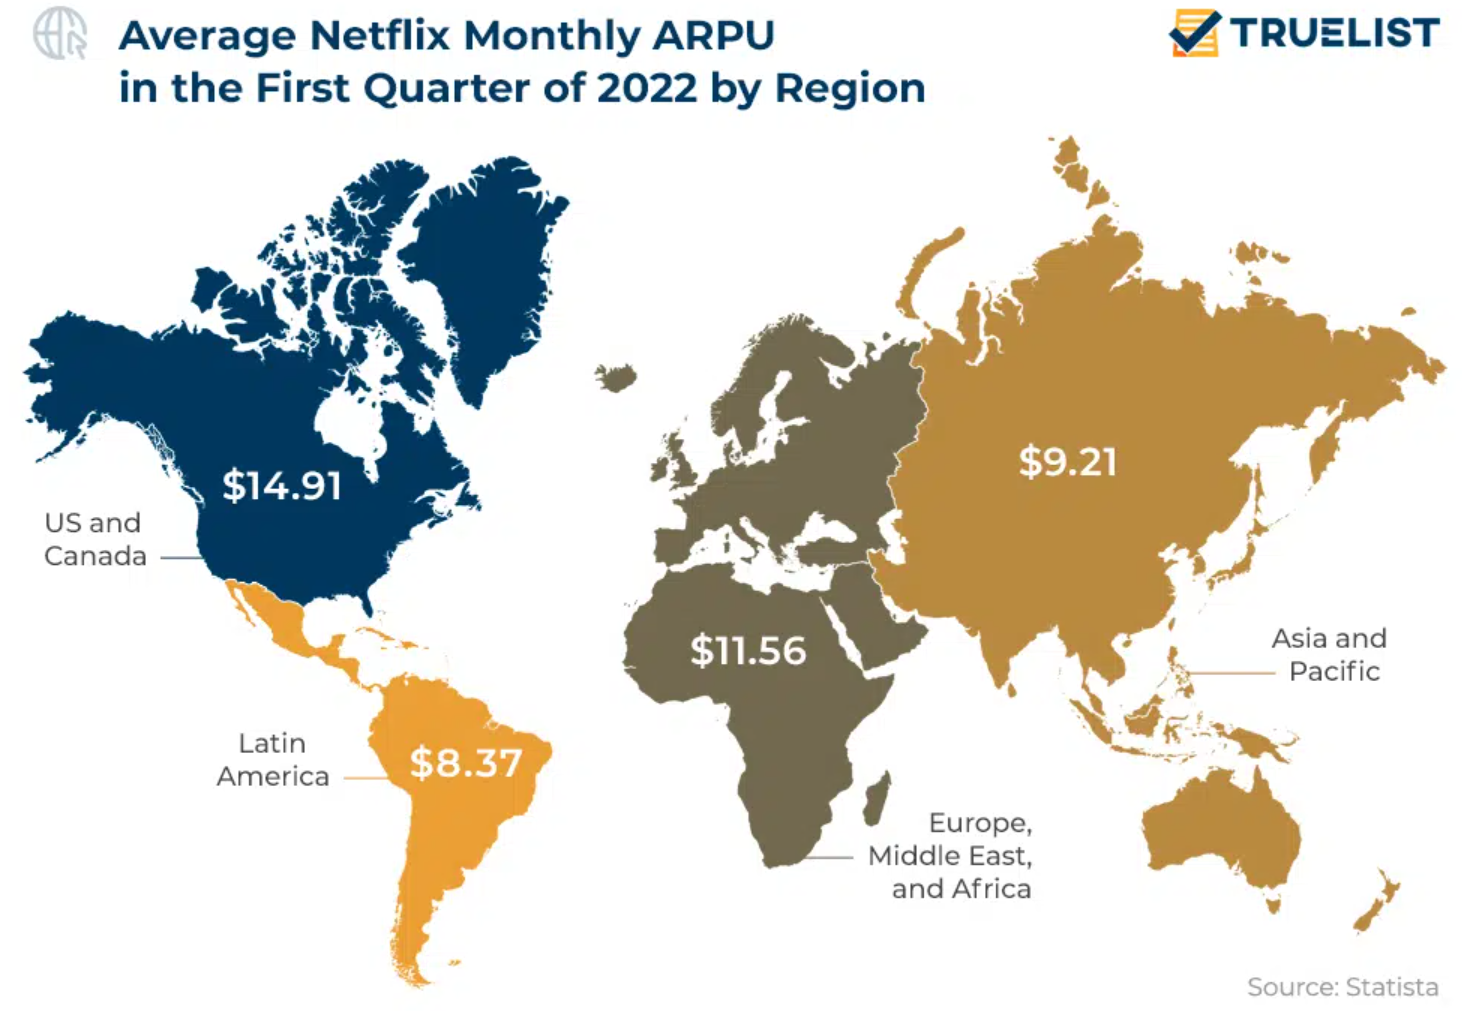 Average Netflix Monthly ARPU
in the First Quarter of 2022 by Region
TRUELIST
$14.91
US and
Canada
$9.21
$11.56
Asia and
Pacific
Latin
America
$8.37
Europe,
Middle East,
and Africa
Source: Statista